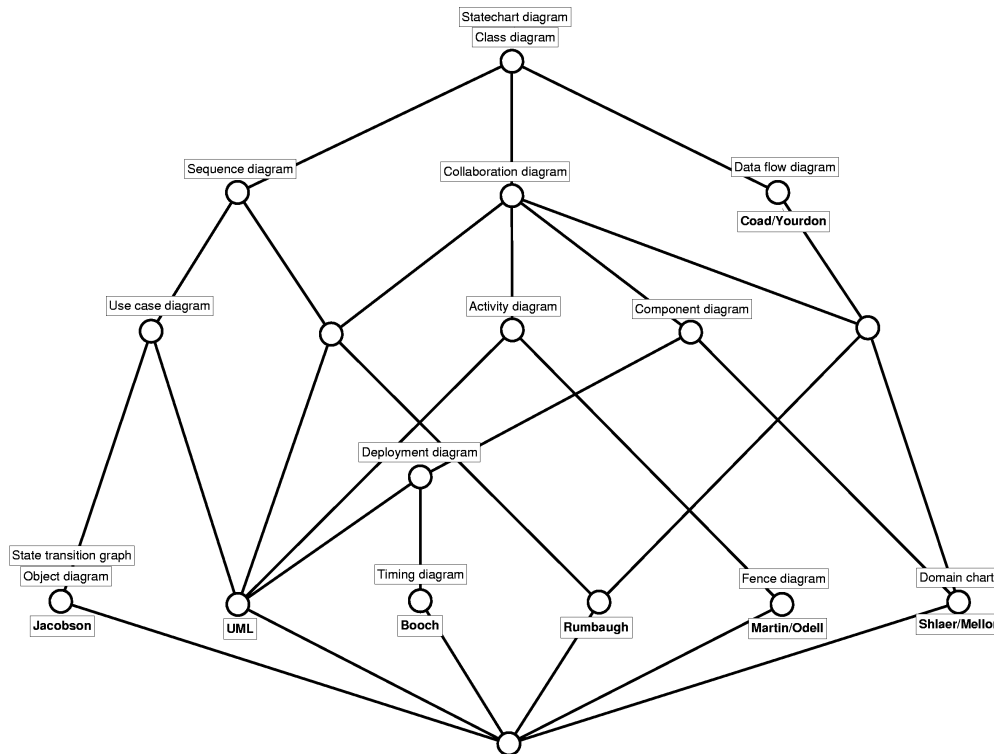 Statechart diagram
Class diagram
Sequence diagram
Collaboration diagram
Data flow diagram
Coad/Yourdon
Use case diagram
Activity diagram
Component diagram
Deployment diagram
State transition graph
Object diagram
Timing diagram
Fence diagram
Domain chart
Jacobson
UML
Booch
Rumbaugh
Martin/Odell
Shlaer/Mello